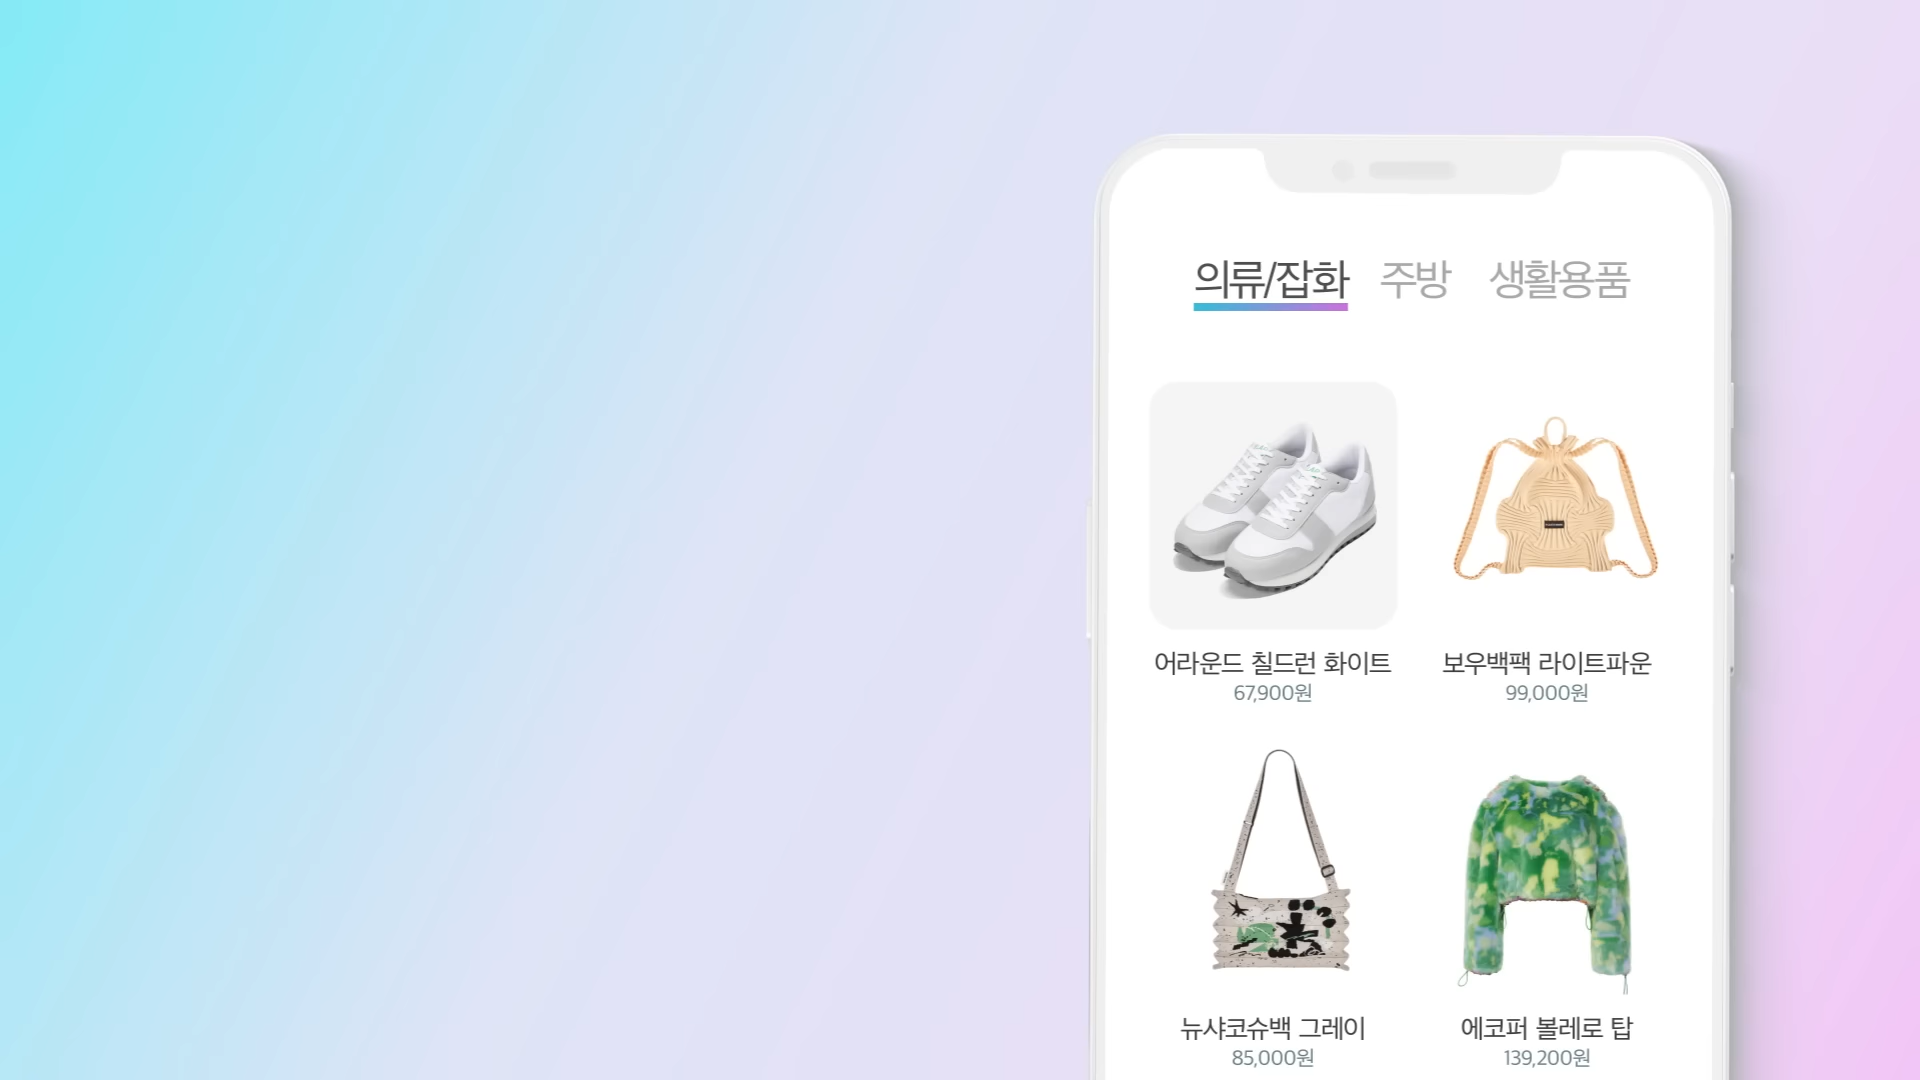 의류/잡화 주방 생활용품
어라운드 칠드런 화이트 보우백팩 라이트파운
67,900원 99,000원
뉴샤코슈백 그레이 에코퍼 볼레로 탑
85,000원 139,200원